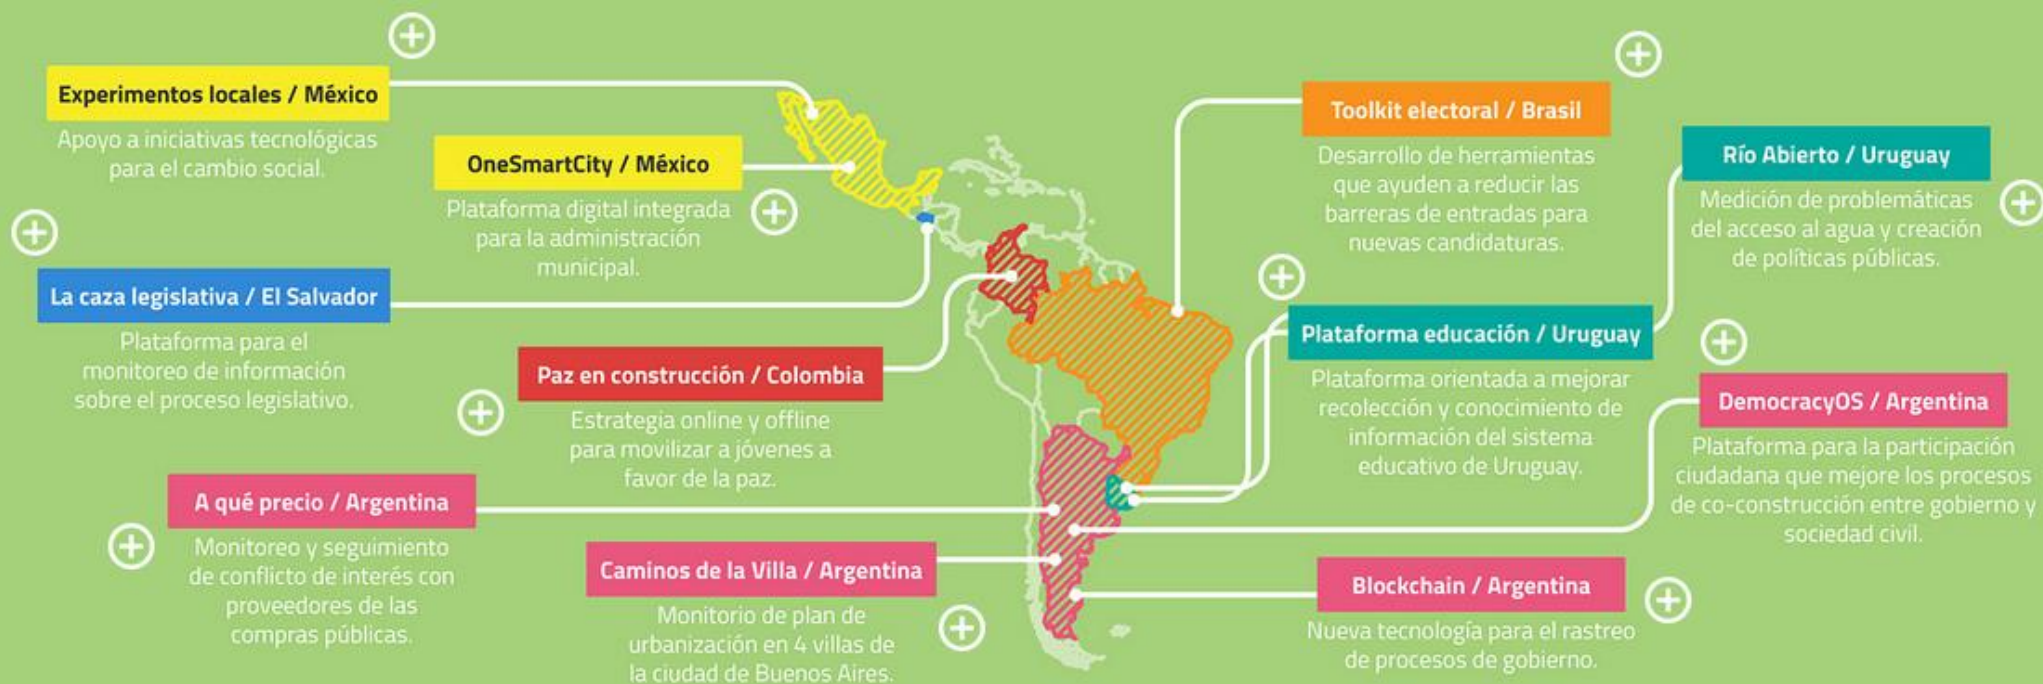 Experimentos locales / México
Apoyo a iniciativas tecnológicas
para el cambio social.
OneSmartCity / México
Plataforma digital integrada
para la administración
municipal.
La caza legislativa / El Salvador
Plataforma para el
monitoreo de información
sobre el proceso legislativo.
Paz en construcción / Colombia
Estrategia online y offline
para movilizar a jóvenes a
favor de la paz.
A qué precio / Argentina
Monitoreo y seguimiento
de conflicto de interés con
proveedores de las
compras públicas.
Caminos de la Villa / Argentina
Monitorio de plan de
urbanización en 4 villas de
la ciudad de Buenos Aires.
Toolkit electoral / Brasil
Desarrollo de herramientas
que ayuden a reducir las
barreras de entradas para
nuevas candidaturas.
Río Abierto / Uruguay
Medición de problemáticas
del acceso al agua y creación
de políticas públicas.
Plataforma educación / Uruguay
Plataforma orientada a mejorar
recolección y conocimiento de
información del sistema
educativo de Uruguay.
DemocracyOS / Argentina
Plataforma para la participación
ciudadana que mejore los procesos
de co-construcción entre gobierno y
sociedad civil.
Blockchain / Argentina
Nueva tecnología para el rastreo
de procesos de gobierno.